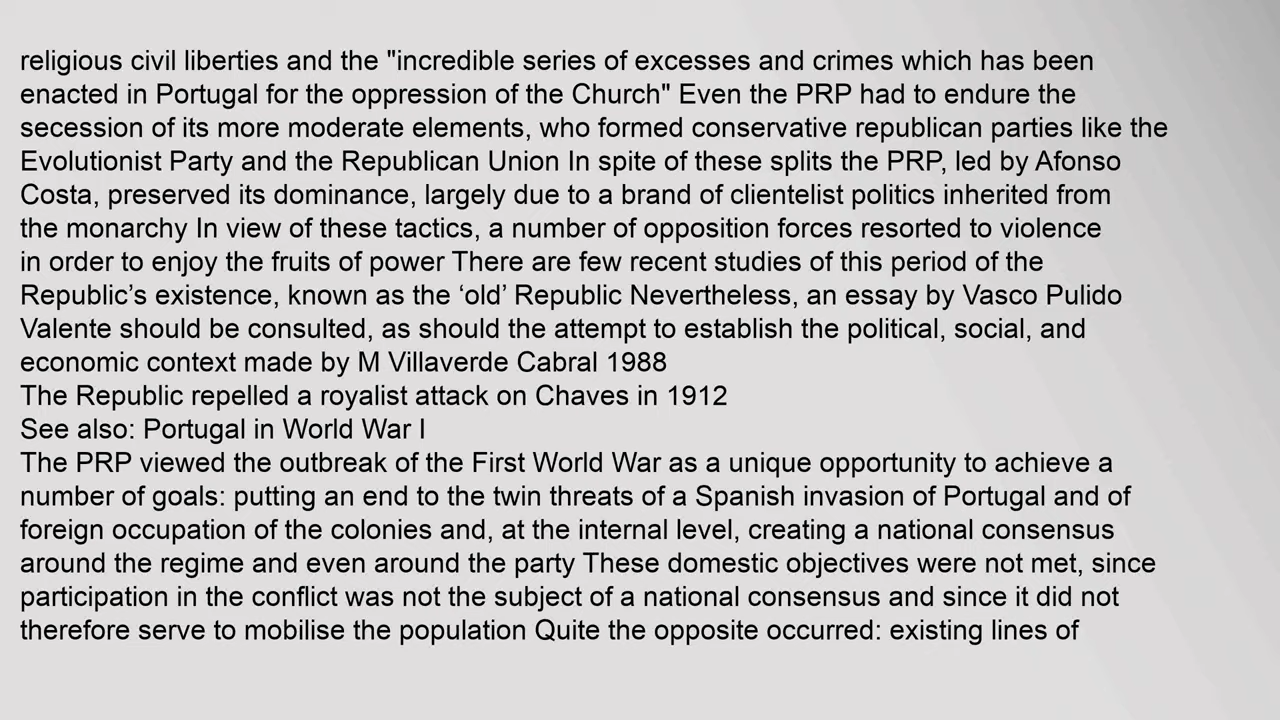 religious civil liberties and the "incredible series of excesses and crimes which has been
enacted in Portugal for the oppression of the Church" Even the PRP had to endure the
secession of its more moderate elements, who formed conservative republican parties like the
Evolutionist Party and the Republican Union In spite of these splits the PRP, led by Afonso
Costa, preserved its dominance, largely due to a brand of clientelist politics inherited from
the monarchy In view of these tactics, a number of opposition forces resorted to violence
in order to enjoy the fruits of power There are few recent studies of this period of the
Republic’s existence, known as the ‘old’ Republic Nevertheless, an essay by Vasco Pulido
Valente should be consulted, as should the attempt to establish the political, social, and
economic context made by M Villaverde Cabral 1988
The Republic repelled a royalist attack on Chaves in 1912
See also: Portugal in World War I
The PRP viewed the outbreak of the First World War as a unique opportunity to achieve a
number of goals: putting an end to the twin threats of a Spanish invasion of Portugal and of
foreign occupation of the colonies and, at the internal level, creating a national consensus
around the regime and even around the party These domestic objectives were not met, since
participation in the conflict was not the subject of a national consensus and since it did not
therefore serve to mobilise the population Quite the opposite occurred: existing lines of